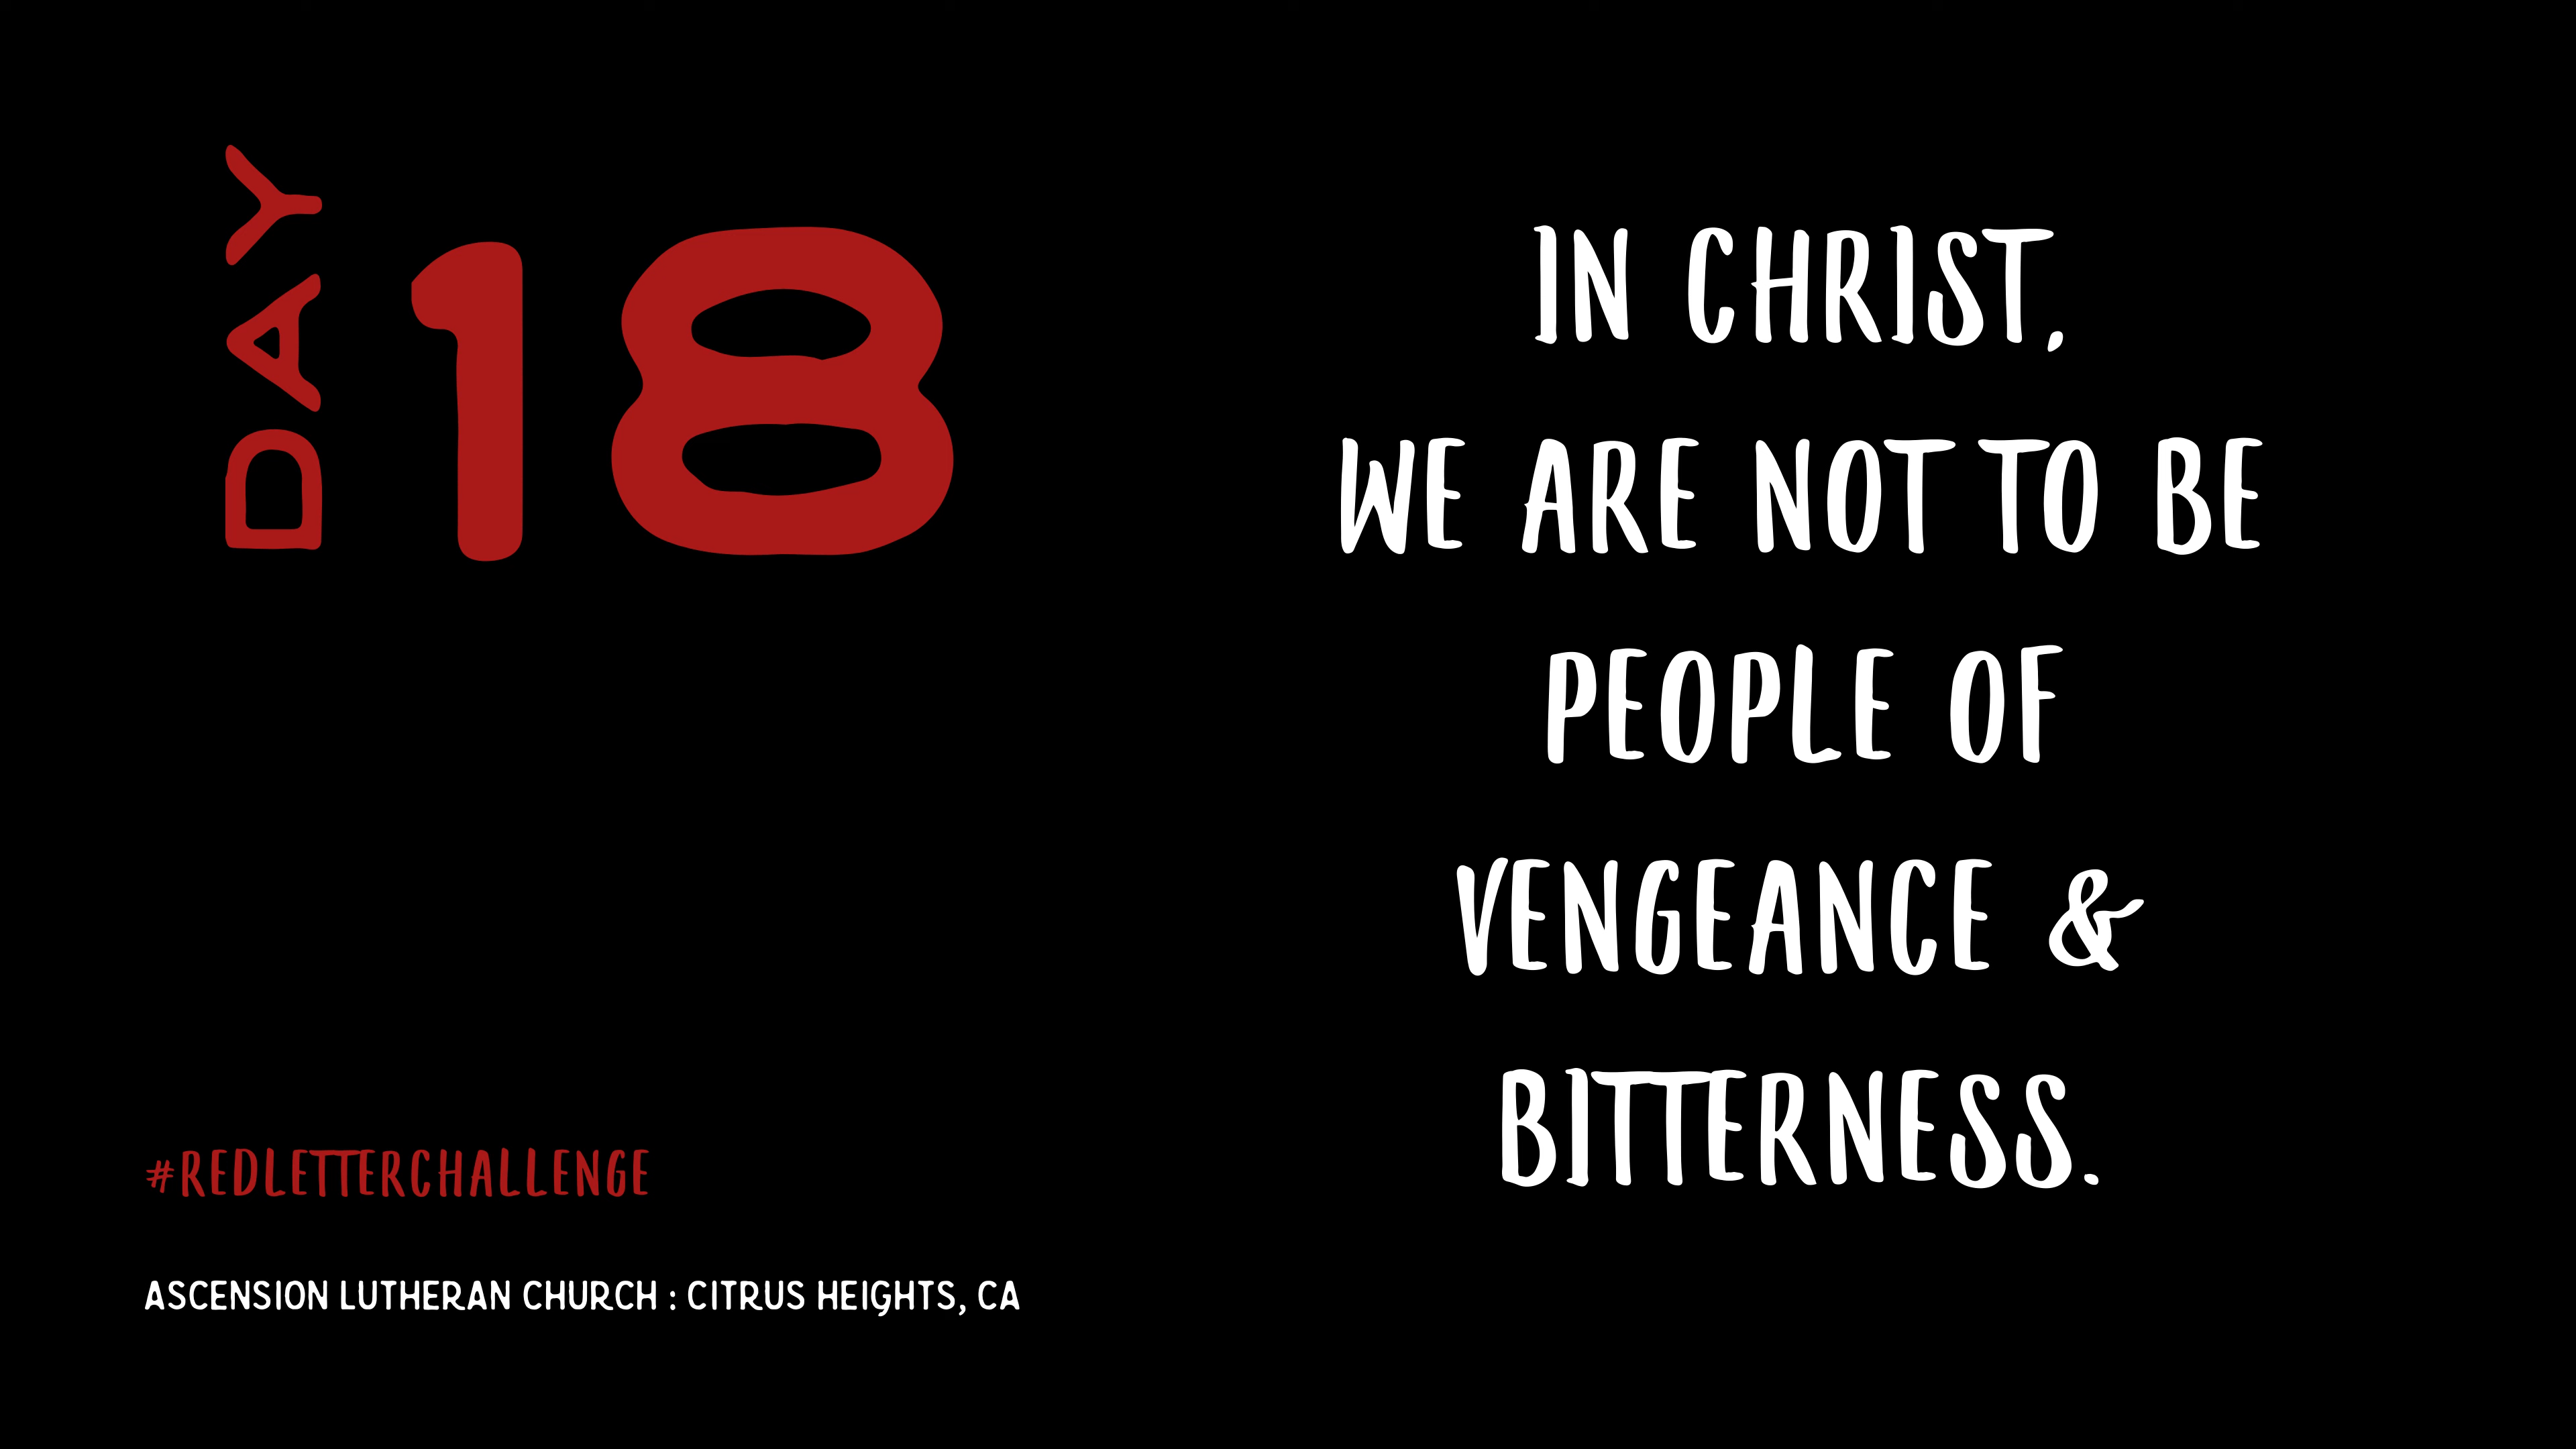 DAY
18
IN CHRIST,
WE ARE NOT TO BE
PEOPLE OF
VENGEANCE &
BITTERNESS.
#REDLETTERCHALLENGE
ASCENSION LUTHERAN CHURCH : CITRUS HEIGHTS, CA